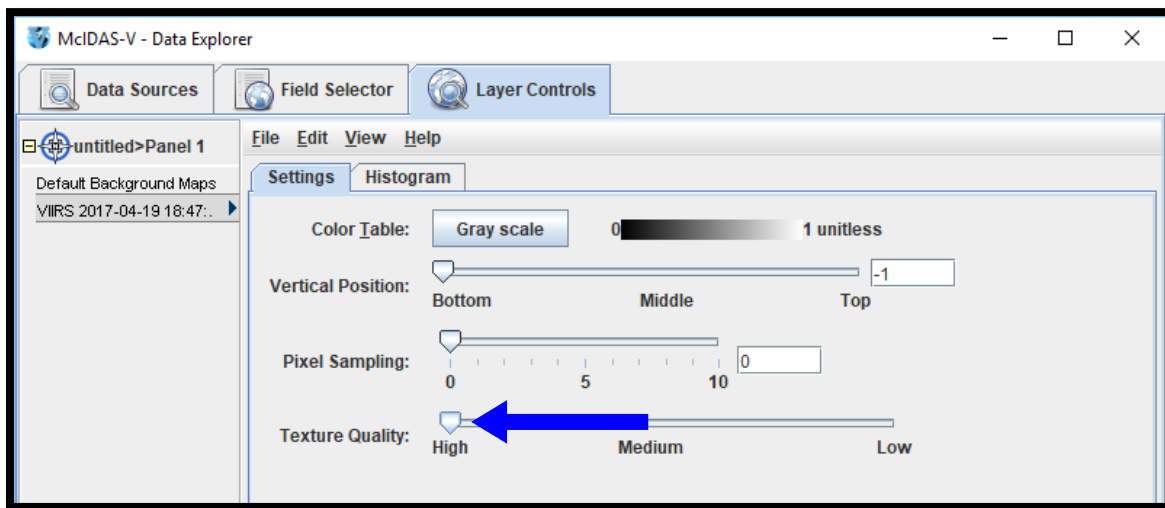 McIDAS-V - Data Explorer
Data Sources Field Selector Layer Controls
untitled>Panel 1
Default Background Maps
VIIRS 2017-04-19 18:47:.
File Edit View Help
Settings Histogram
Color Table: Gray scale 0 1 unitless
Vertical Position: -1
Bottom Middle Top
Pixel Sampling: 0
0 5 10
Texture Quality:
High Medium Low